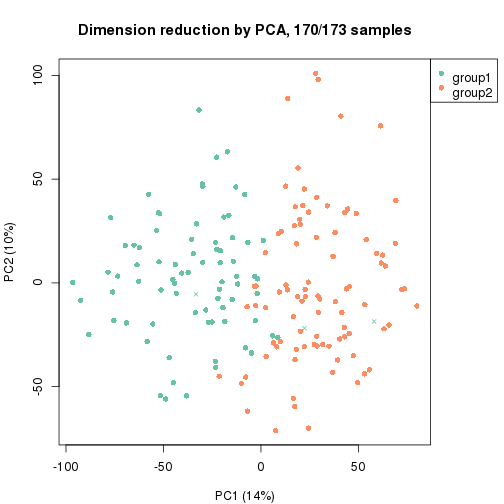 Dimension reduction by PCA, 170/173 samples
group1
group2
100
50
0
-50
PC2 (10%)
-100
-50
0
50
PC1 (14%)